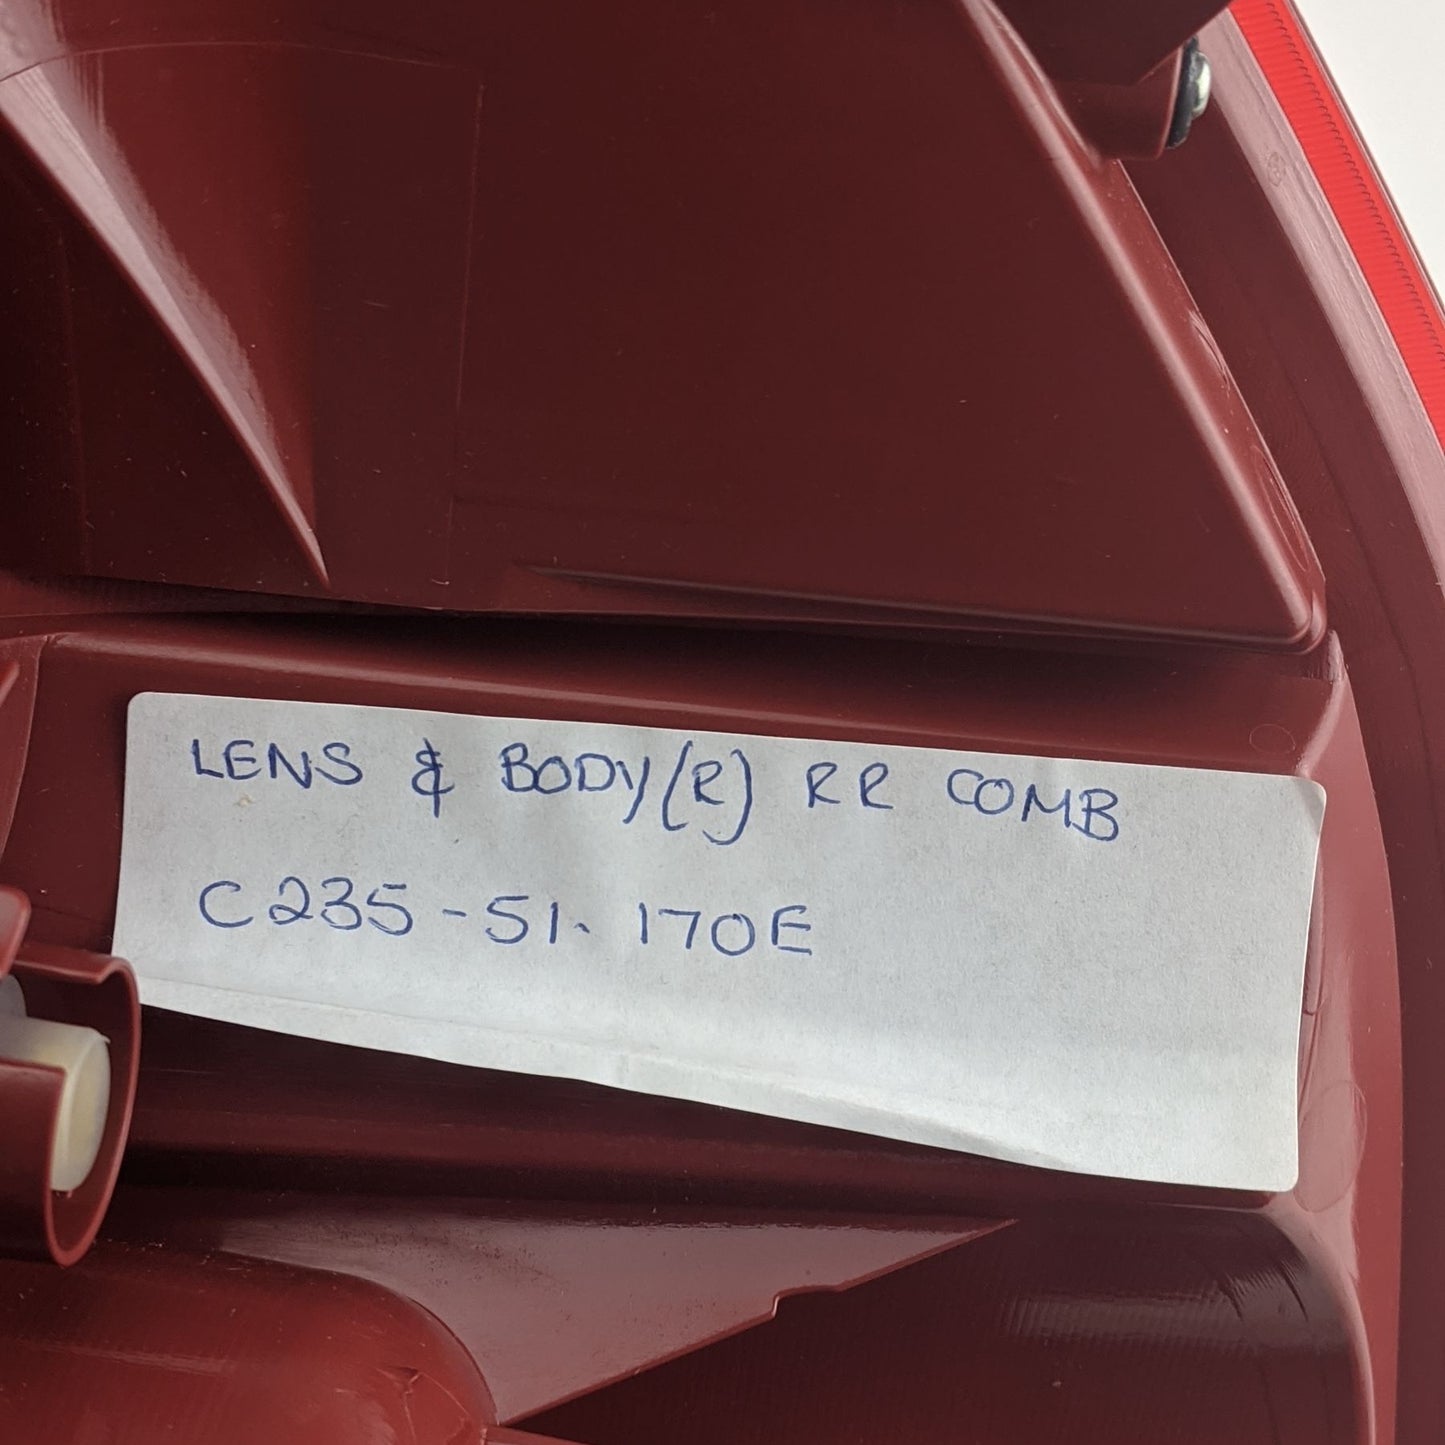 LENS & BODY(R) RR COMB
C235-51-170E